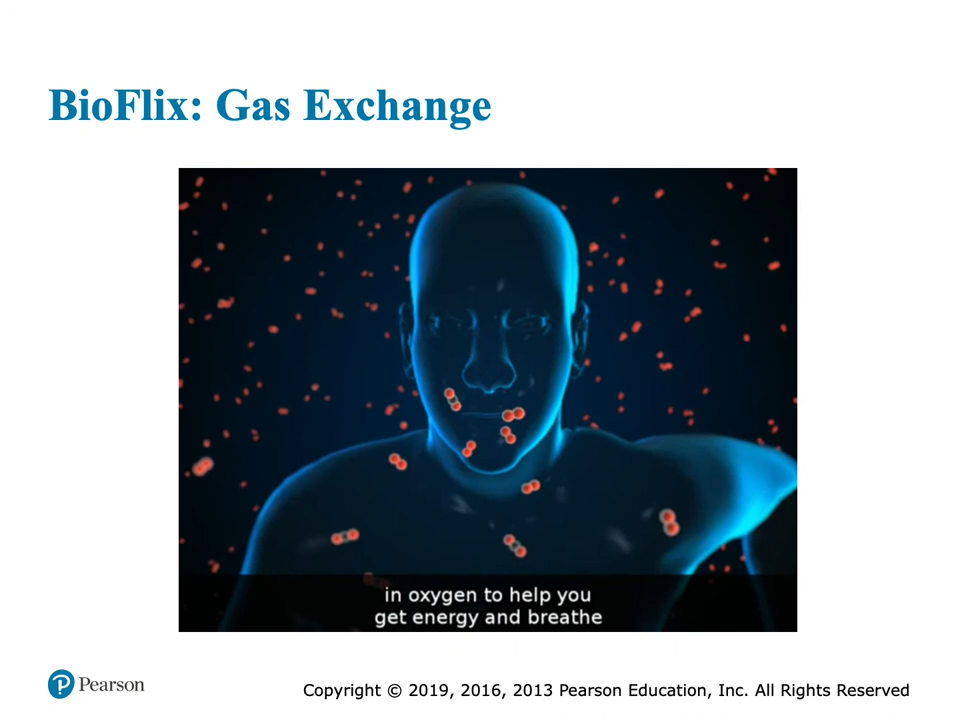 BioFlix: Gas Exchange
in oxygen to help you
get energy and breathe
Pearson
Copyright © 2019, 2016, 2013 Pearson Education, Inc. All Rights Reserved